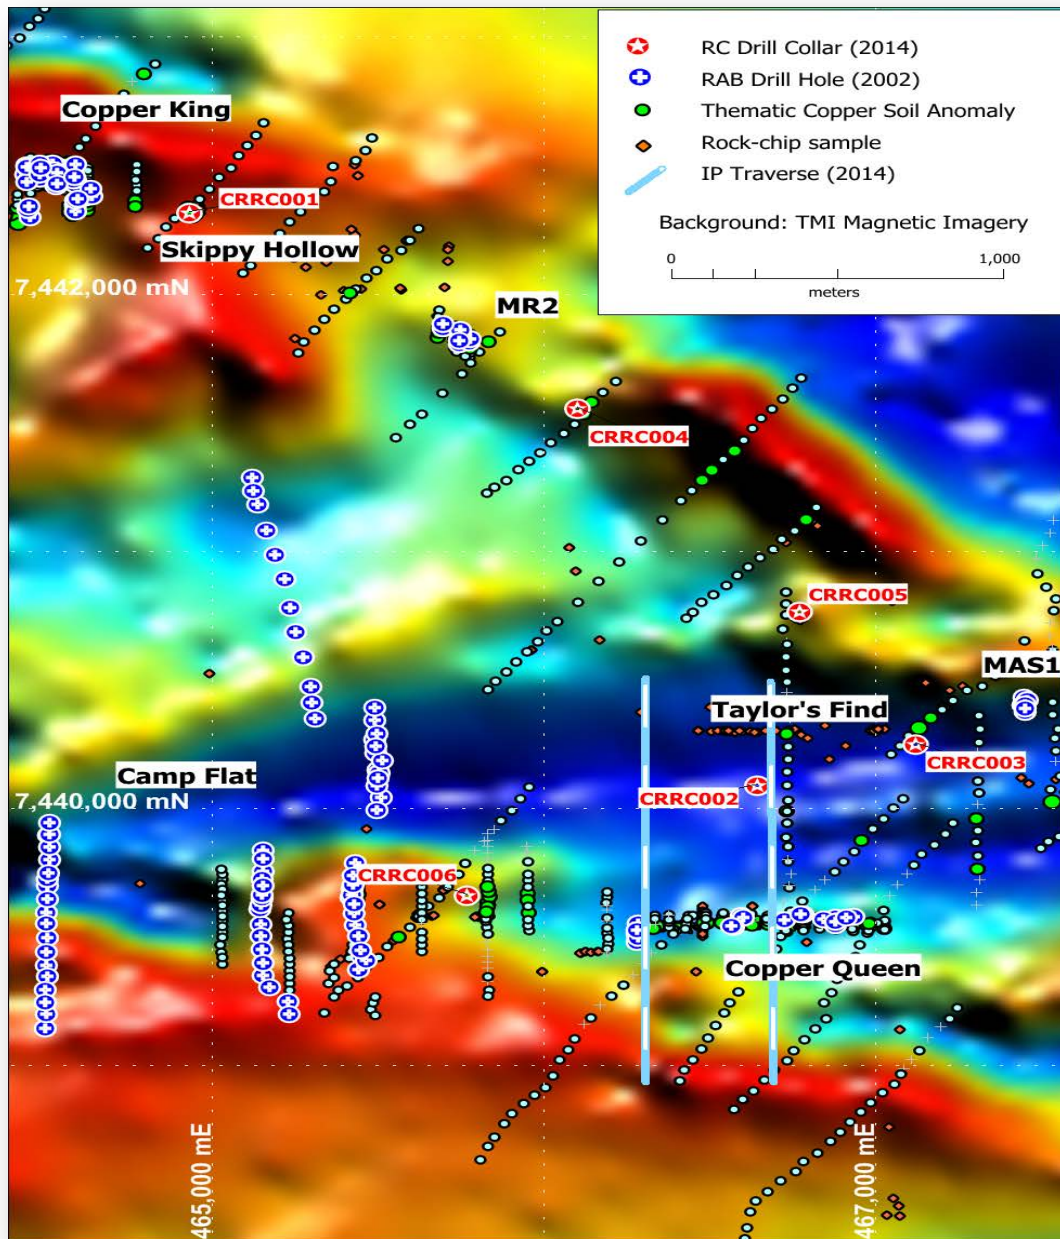 RC Drill Collar (2014)
RAB Drill Hole (2002)
Thematic Copper Soil Anomaly
Rock-chip sample
IP Traverse (2014)
Background: TMI Magnetic Imagery
0 1,000
meters
Copper King
CRRC001
Skippy Hollow
7,442,000 mN
MR2
CRRC004
CRRC005
MAS1
Taylor's Find
CRRC003
Camp Flat
7,440,000 mN
CRRC002
CRRC006
Copper Queen
465,000 mE
467,000 mE